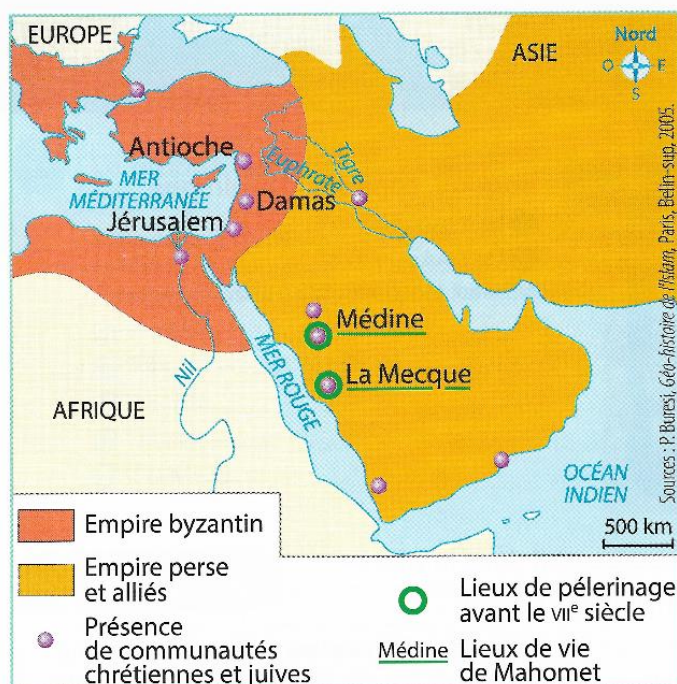 EUROPE
ASIE
Nord
O
E
S
Antioche
Tigre
Euphrate
MER
MÉDITERRANÉE
Damas
Jérusalem
Médine
La Mecque
MER ROUGE
Nil
AFRIQUE
OCÉAN
INDIEN
500 km
Sources : P. Buresi, Géo-histoire de l'Islam, Paris, Belin-sup, 2005.
Empire byzantin
Empire perse
et alliés
Présence
de communautés
chrétiennes et juives
Lieux de pélerinage
avant le VIIe siècle
Médine
Lieux de vie
de Mahomet